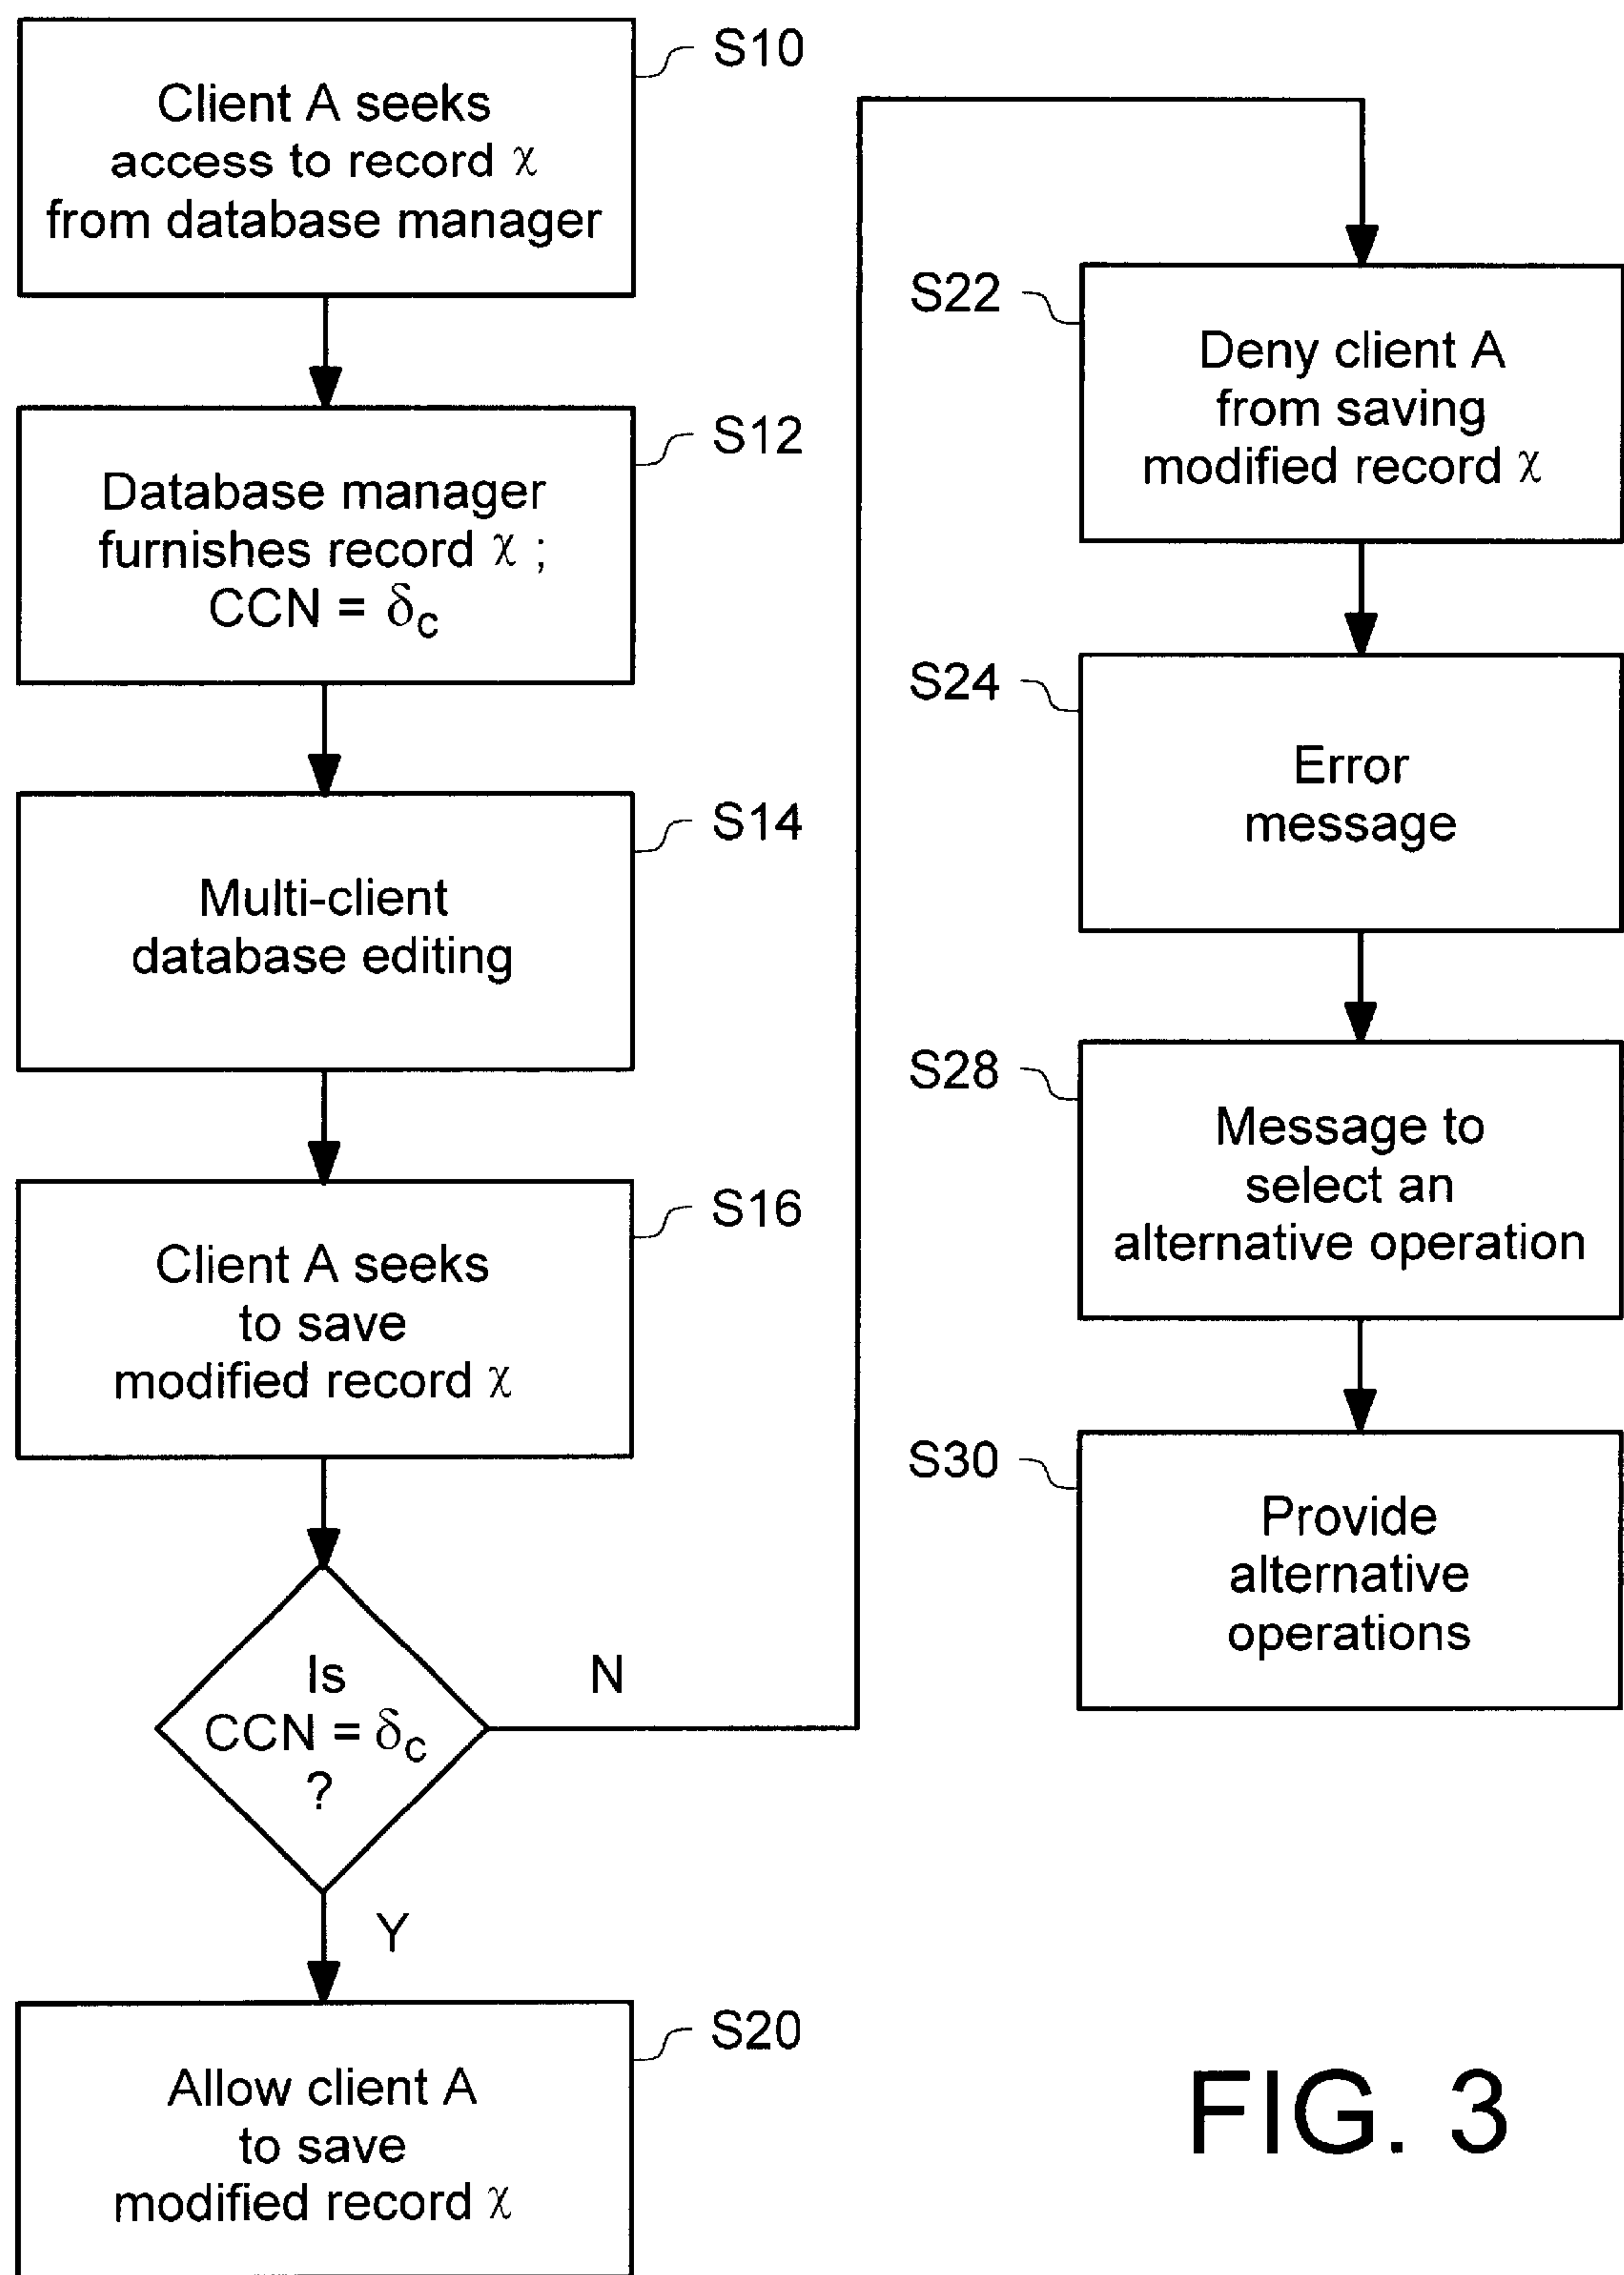 S10
Client A seeks
access to record χ
from database manager
S12
Database manager
furnishes record χ ;
CCN = δc
S14
Multi-client
database editing
S16
Client A seeks
to save
modified record χ
Is
CCN = δc
?
N
Y
S20
Allow client A
to save
modified record χ
S22
Deny client A
from saving
modified record χ
S24
Error
message
S28
Message to
select an
alternative operation
S30
Provide
alternative
operations
FIG. 3